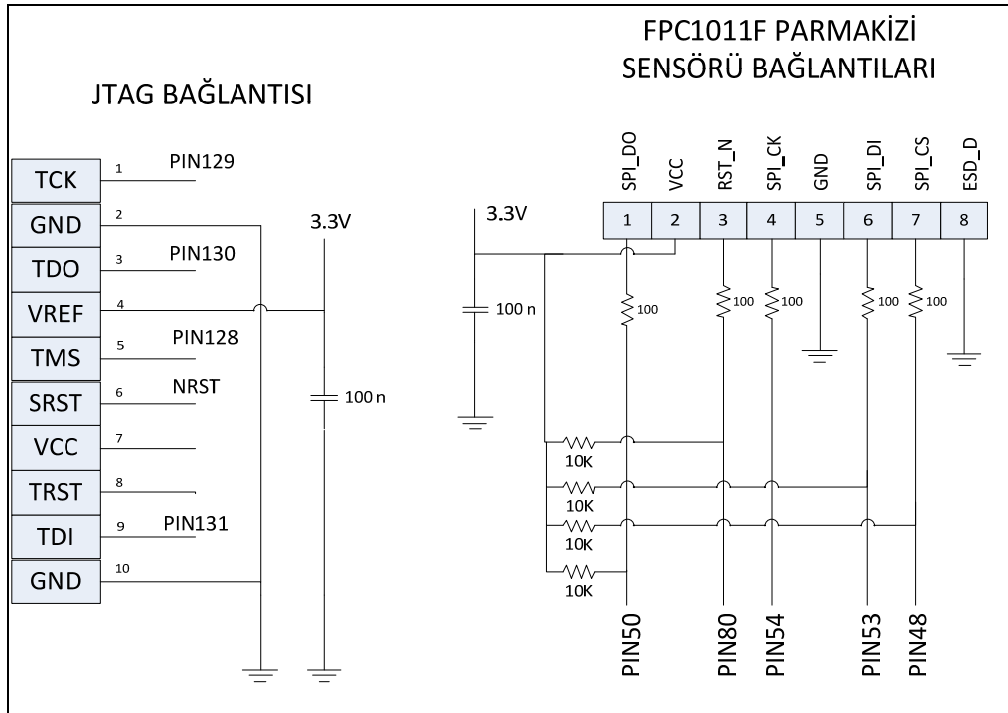 JTAG BAĞLANTISI
TCK 1 PIN129
GND 2
TDO 3 PIN130
VREF 4
TMS 5 PIN128
SRST 6 NRST
VCC 7
TRST 8
TDI 9 PIN131
GND 10
3.3V
100 n
FPC1011F PARMAKİZİ
SENSÖRÜ BAĞLANTILARI
SPI_DO
VCC
RST_N
SPI_CK
GND
SPI_DI
SPI_CS
ESD_D
1 2 3 4 5 6 7 8
3.3V
100 n
100 100 100 100 100
10K
10K
10K
10K
PIN50
PIN80
PIN54
PIN53
PIN48